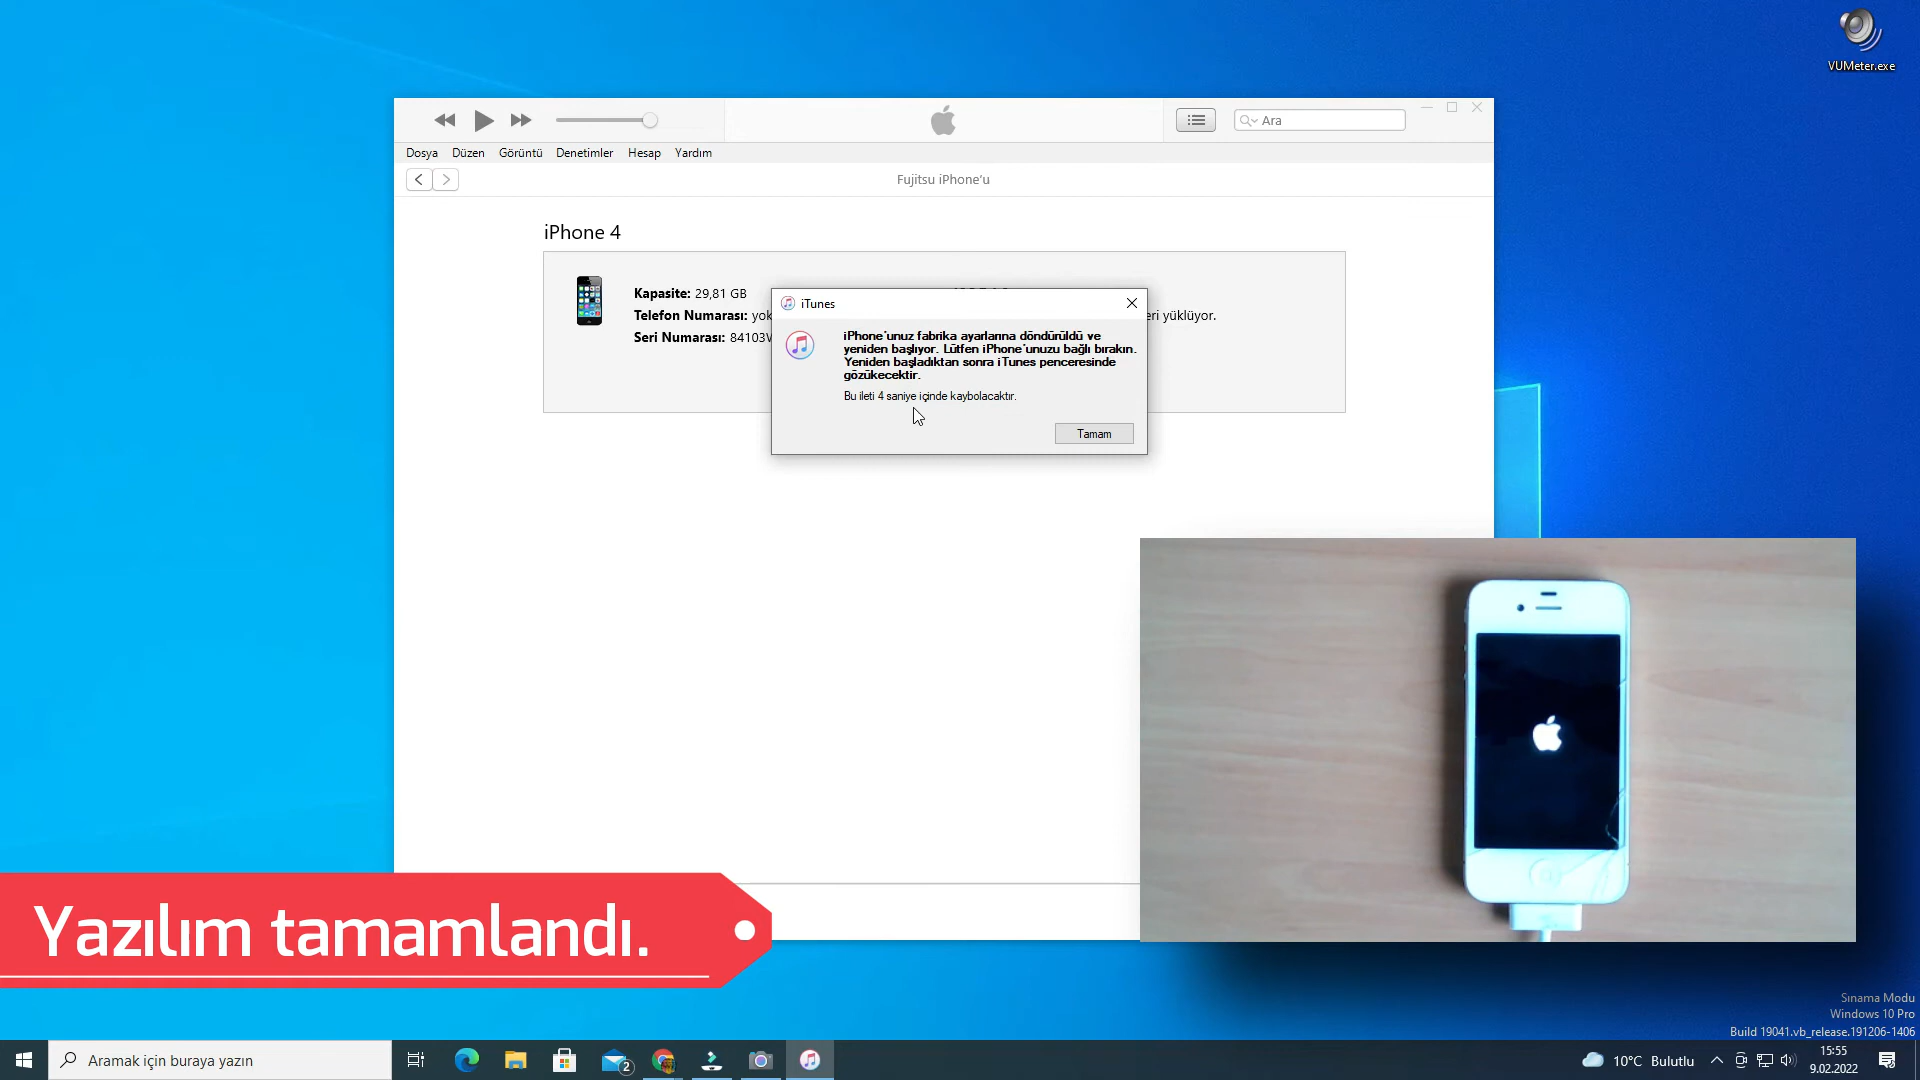 VUMeter.exe
Ara
Dosya Düzen Görüntü Denetimler Hesap Yardım
Fujitsu iPhone'u
iPhone 4
Kapasite: 29,81 GB
Telefon Numarası: yok
eri yüklüyor.
Seri Numarası: 84103V
iTunes
iPhone'unuz fabrika ayarlarına döndürüldü ve
yeniden başlıyor. Lütfen iPhone'unuzu bağlı bırakın.
Yeniden başladıktan sonra iTunes penceresinde
gözükecektir.
Bu ileti 4 saniye içinde kaybolacaktır.
Tamam
Yazılım tamamlandı.
Sınama Modu
Windows 10 Pro
Build 19041.vb_release.191206-1406
Aramak için buraya yazın
2
10°C Bulutlu
15:55
9.02.2022